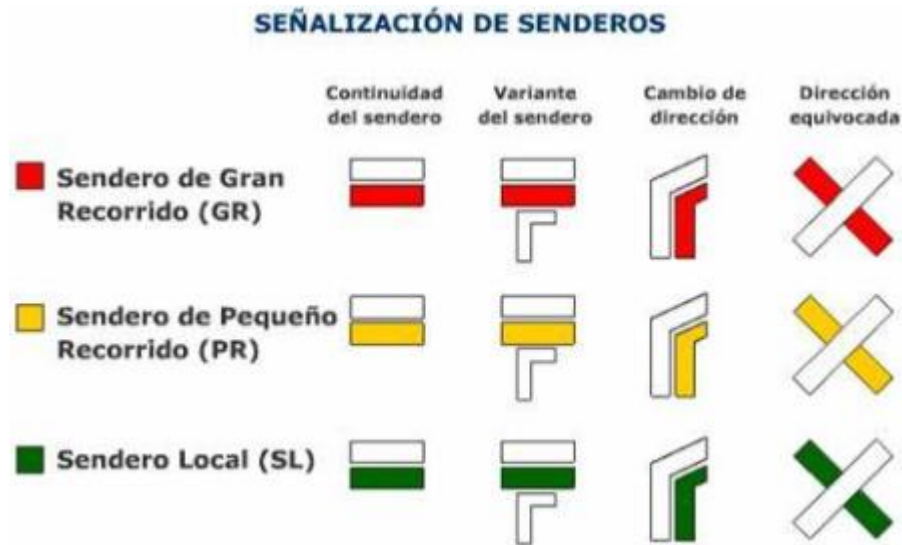 SEÑALIZACIÓN DE SENDEROS
Continuidad
del sendero
Variante
del sendero
Cambio de
dirección
Dirección
equivocada
Sendero de Gran
Recorrido (GR)
Sendero de Pequeño
Recorrido (PR)
Sendero Local (SL)